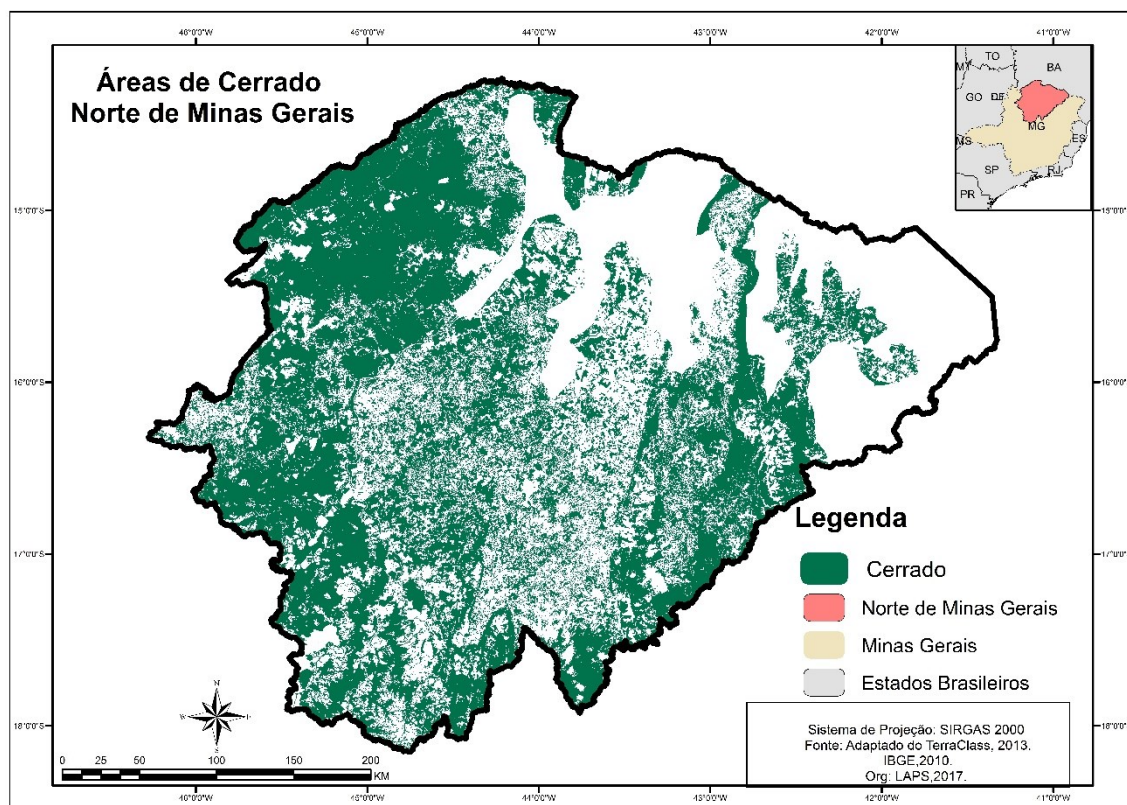 46°0'0"W 45°0'0"W 44°0'0"W 43°0'0"W 42°0'0"W 41°0'0"W
Áreas de Cerrado
Norte de Minas Gerais
TO
BA
MT
GO
DF
MG
MS
ES
SP
RJ
PR
15°0'0"S
15°0'0"S
16°0'0"S
16°0'0"S
17°0'0"S
17°0'0"S
18°0'0"S
18°0'0"S
Legenda
Cerrado
Norte de Minas Gerais
Minas Gerais
Estados Brasileiros
N
W
E
S
Sistema de Projeção: SIRGAS 2000
Fonte: Adaptado do TerraClass, 2013.
IBGE,2010.
Org: LAPS,2017.
0 25 50 100 150 200
KM
46°0'0"W 45°0'0"W 44°0'0"W 43°0'0"W 42°0'0"W 41°0'0"W